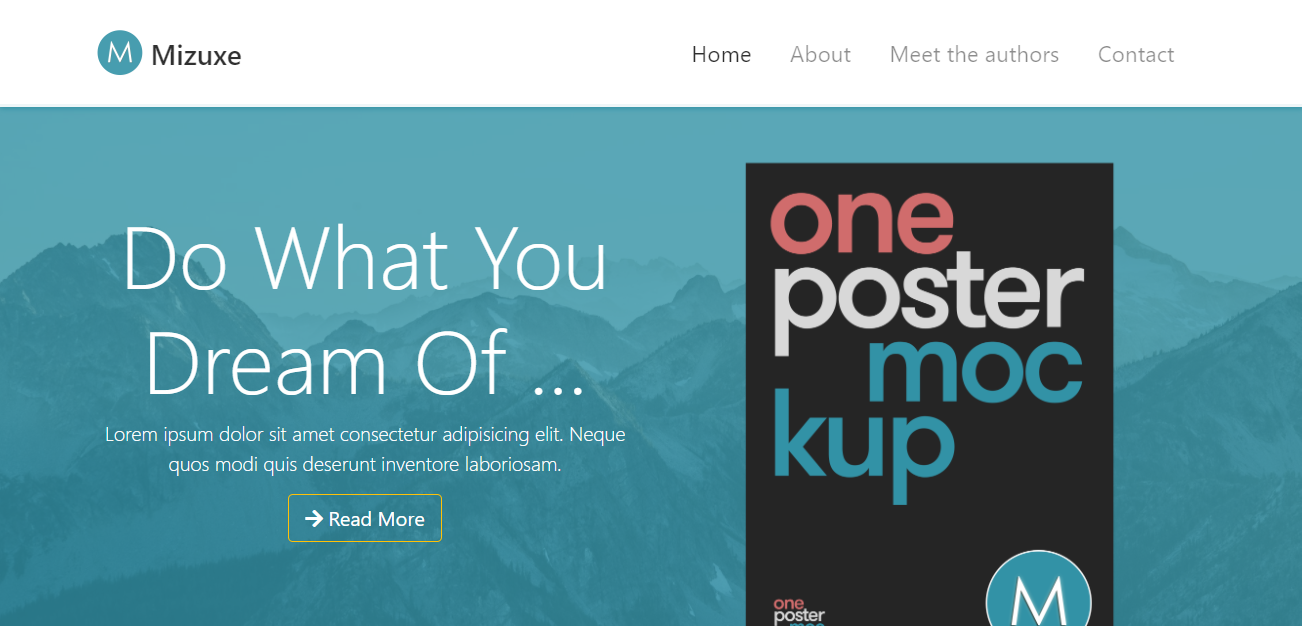 M Mizuxe
Home About Meet the authors Contact
Do What You
Dream Of ...
Lorem ipsum dolor sit amet consectetur adipisicing elit. Neque
quos modi quis deserunt inventore laboriosam.
Read More
one
poster
moc
kup
one
poster
moc
M